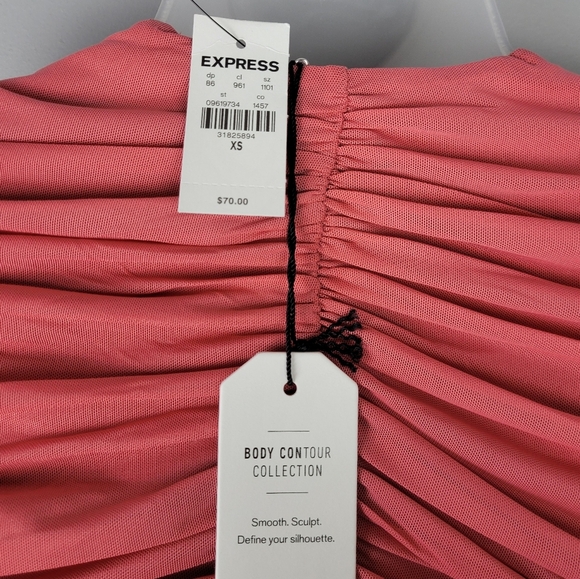 EXPRESS
dp cl sz
86 961 1101
st co
09619734 1457
31825894
XS
$70.00
BODY CONTOUR
COLLECTION
Smooth. Sculpt.
Define your silhouette.